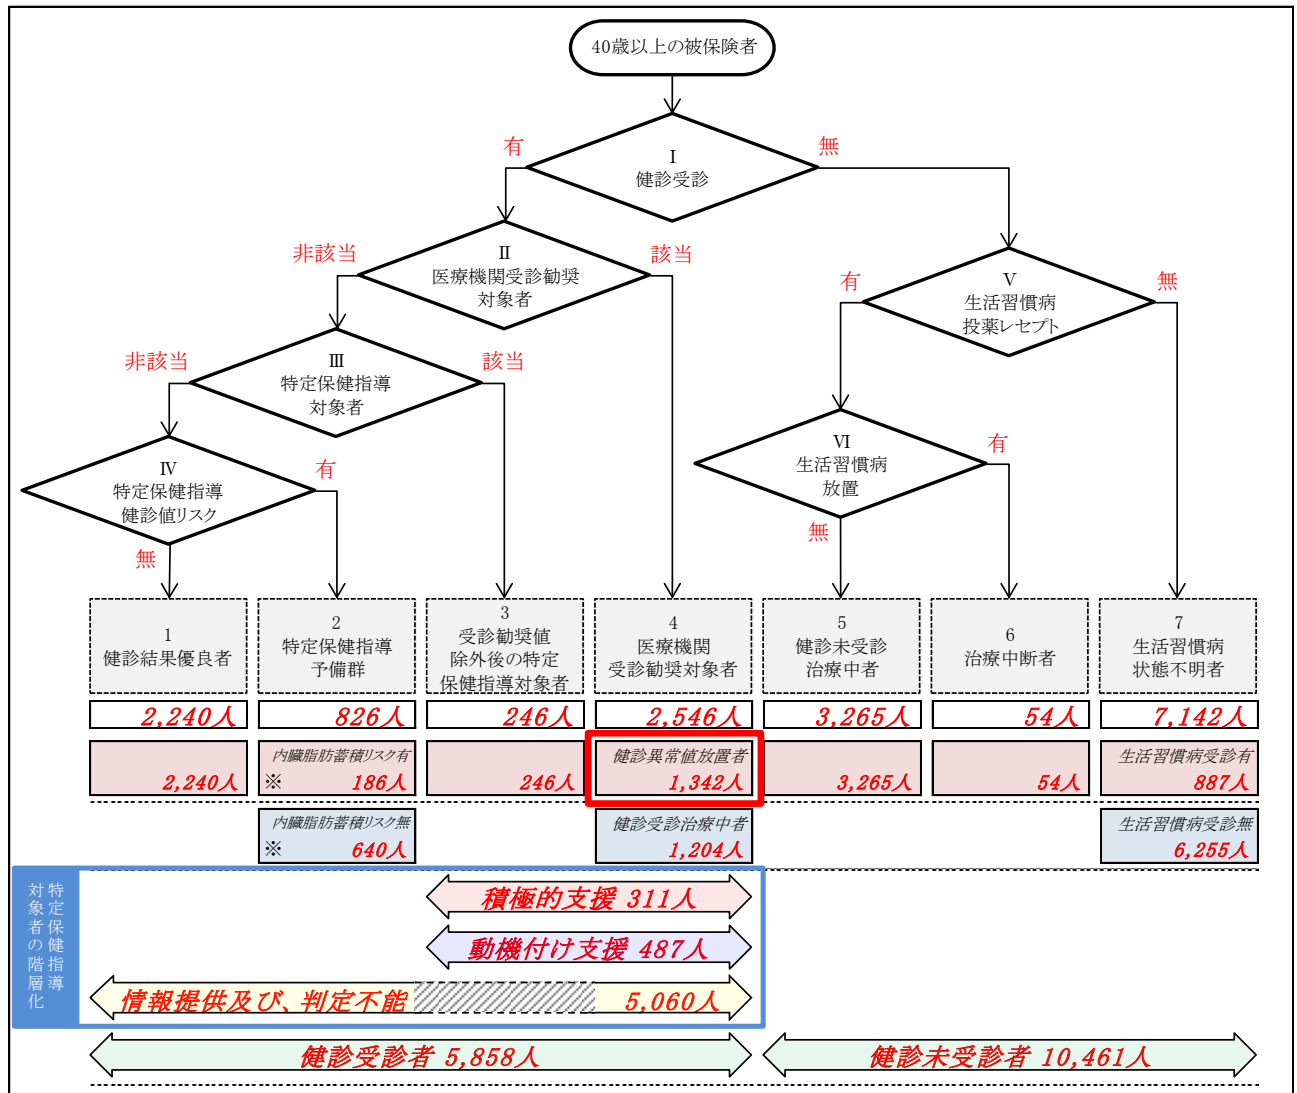 40歳以上の被保険者
Ⅰ
健診受診
有
無
Ⅱ
医療機関受診勧奨
対象者
非該当
該当
Ⅴ
生活習慣病
投薬レセプト
有
無
Ⅲ
特定保健指導
対象者
非該当
該当
Ⅵ
生活習慣病
放置
有
無
Ⅳ
特定保健指導
健診値リスク
有
無
1
健診結果優良者
2
特定保健指導
予備群
3
受診勧奨値
除外後の特定
保健指導対象者
4
医療機関
受診勧奨対象者
5
健診未受診
治療中者
6
治療中断者
7
生活習慣病
状態不明者
2,240人
826人
246人
2,546人
3,265人
54人
7,142人
2,240人
内臓脂肪蓄積リスク有
※ 186人
246人
健診異常値放置者
1,342人
3,265人
54人
生活習慣病受診有
887人
内臓脂肪蓄積リスク無
※ 640人
健診受診治療中者
1,204人
生活習慣病受診無
6,255人
特定保健指導
対象者の階層化
積極的支援 311人
動機付け支援 487人
情報提供及び、判定不能 5,060人
健診受診者 5,858人
健診未受診者 10,461人